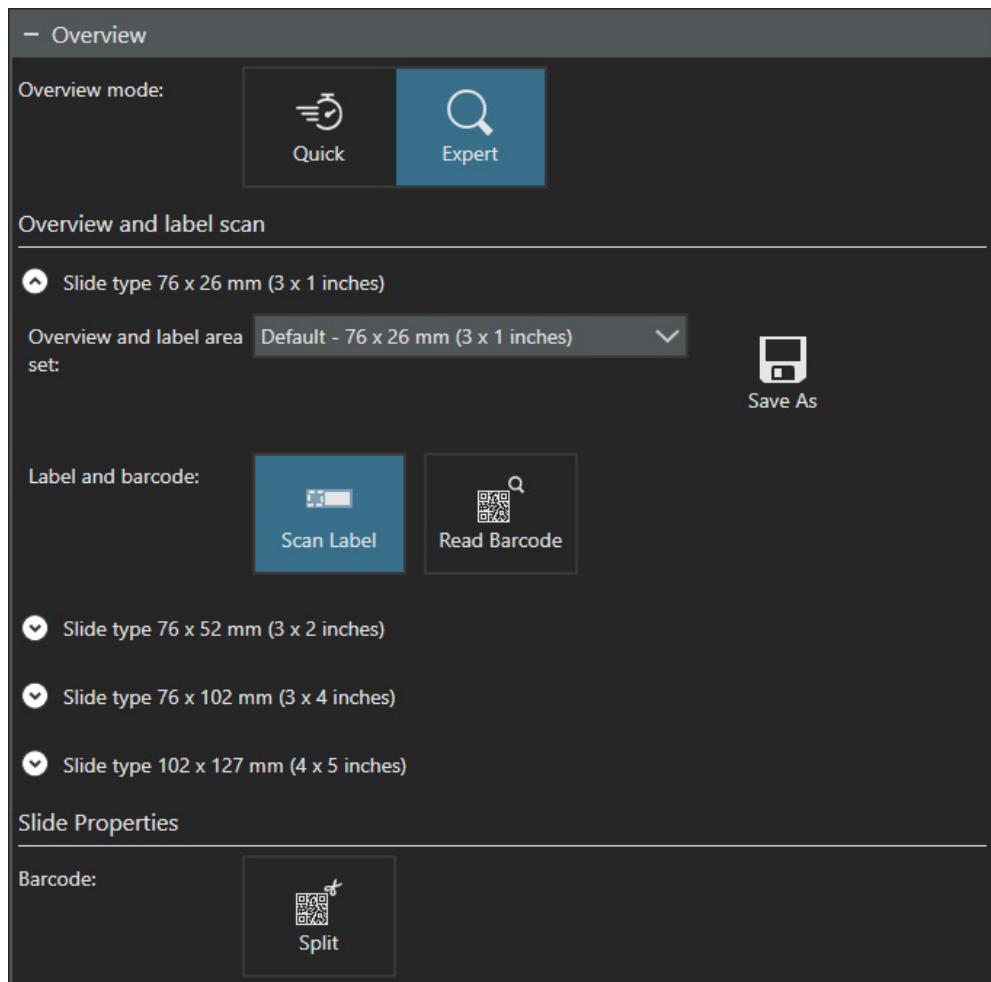 − Overview
Overview mode:
Quick
Expert
Overview and label scan
Slide type 76 x 26 mm (3 x 1 inches)
Overview and label area
set:
Default - 76 x 26 mm (3 x 1 inches)
Save As
Label and barcode:
Scan Label
Read Barcode
Slide type 76 x 52 mm (3 x 2 inches)
Slide type 76 x 102 mm (3 x 4 inches)
Slide type 102 x 127 mm (4 x 5 inches)
Slide Properties
Barcode:
Split